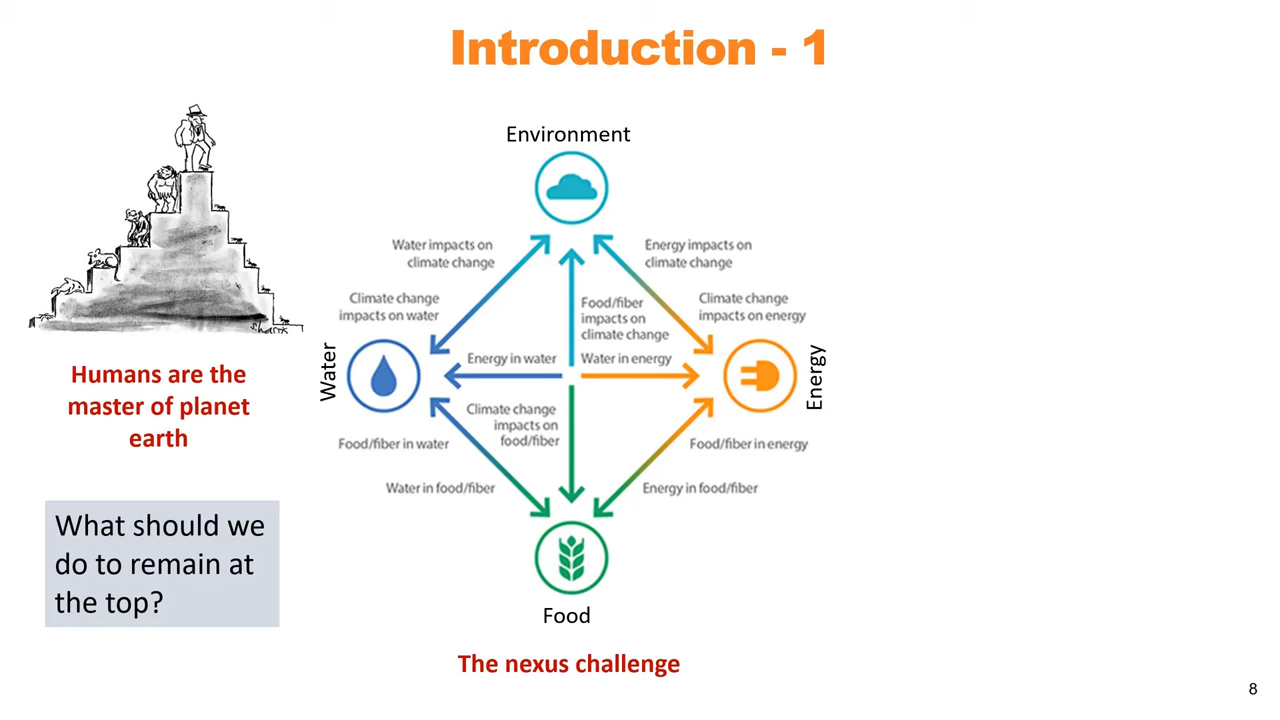 Introduction - 1
Humans are the
master of planet
earth
What should we
do to remain at
the top?
Environment
Water impacts on
climate change
Energy impacts on
climate change
Climate change
impacts on water
Food/fiber
impacts on
climate change
Climate change
impacts on energy
Water
Energy in water
Water in energy
Energy
Climate change
impacts on
food/fiber
Food/fiber in water
Food/fiber in energy
Water in food/fiber
Energy in food/fiber
Food
The nexus challenge
8